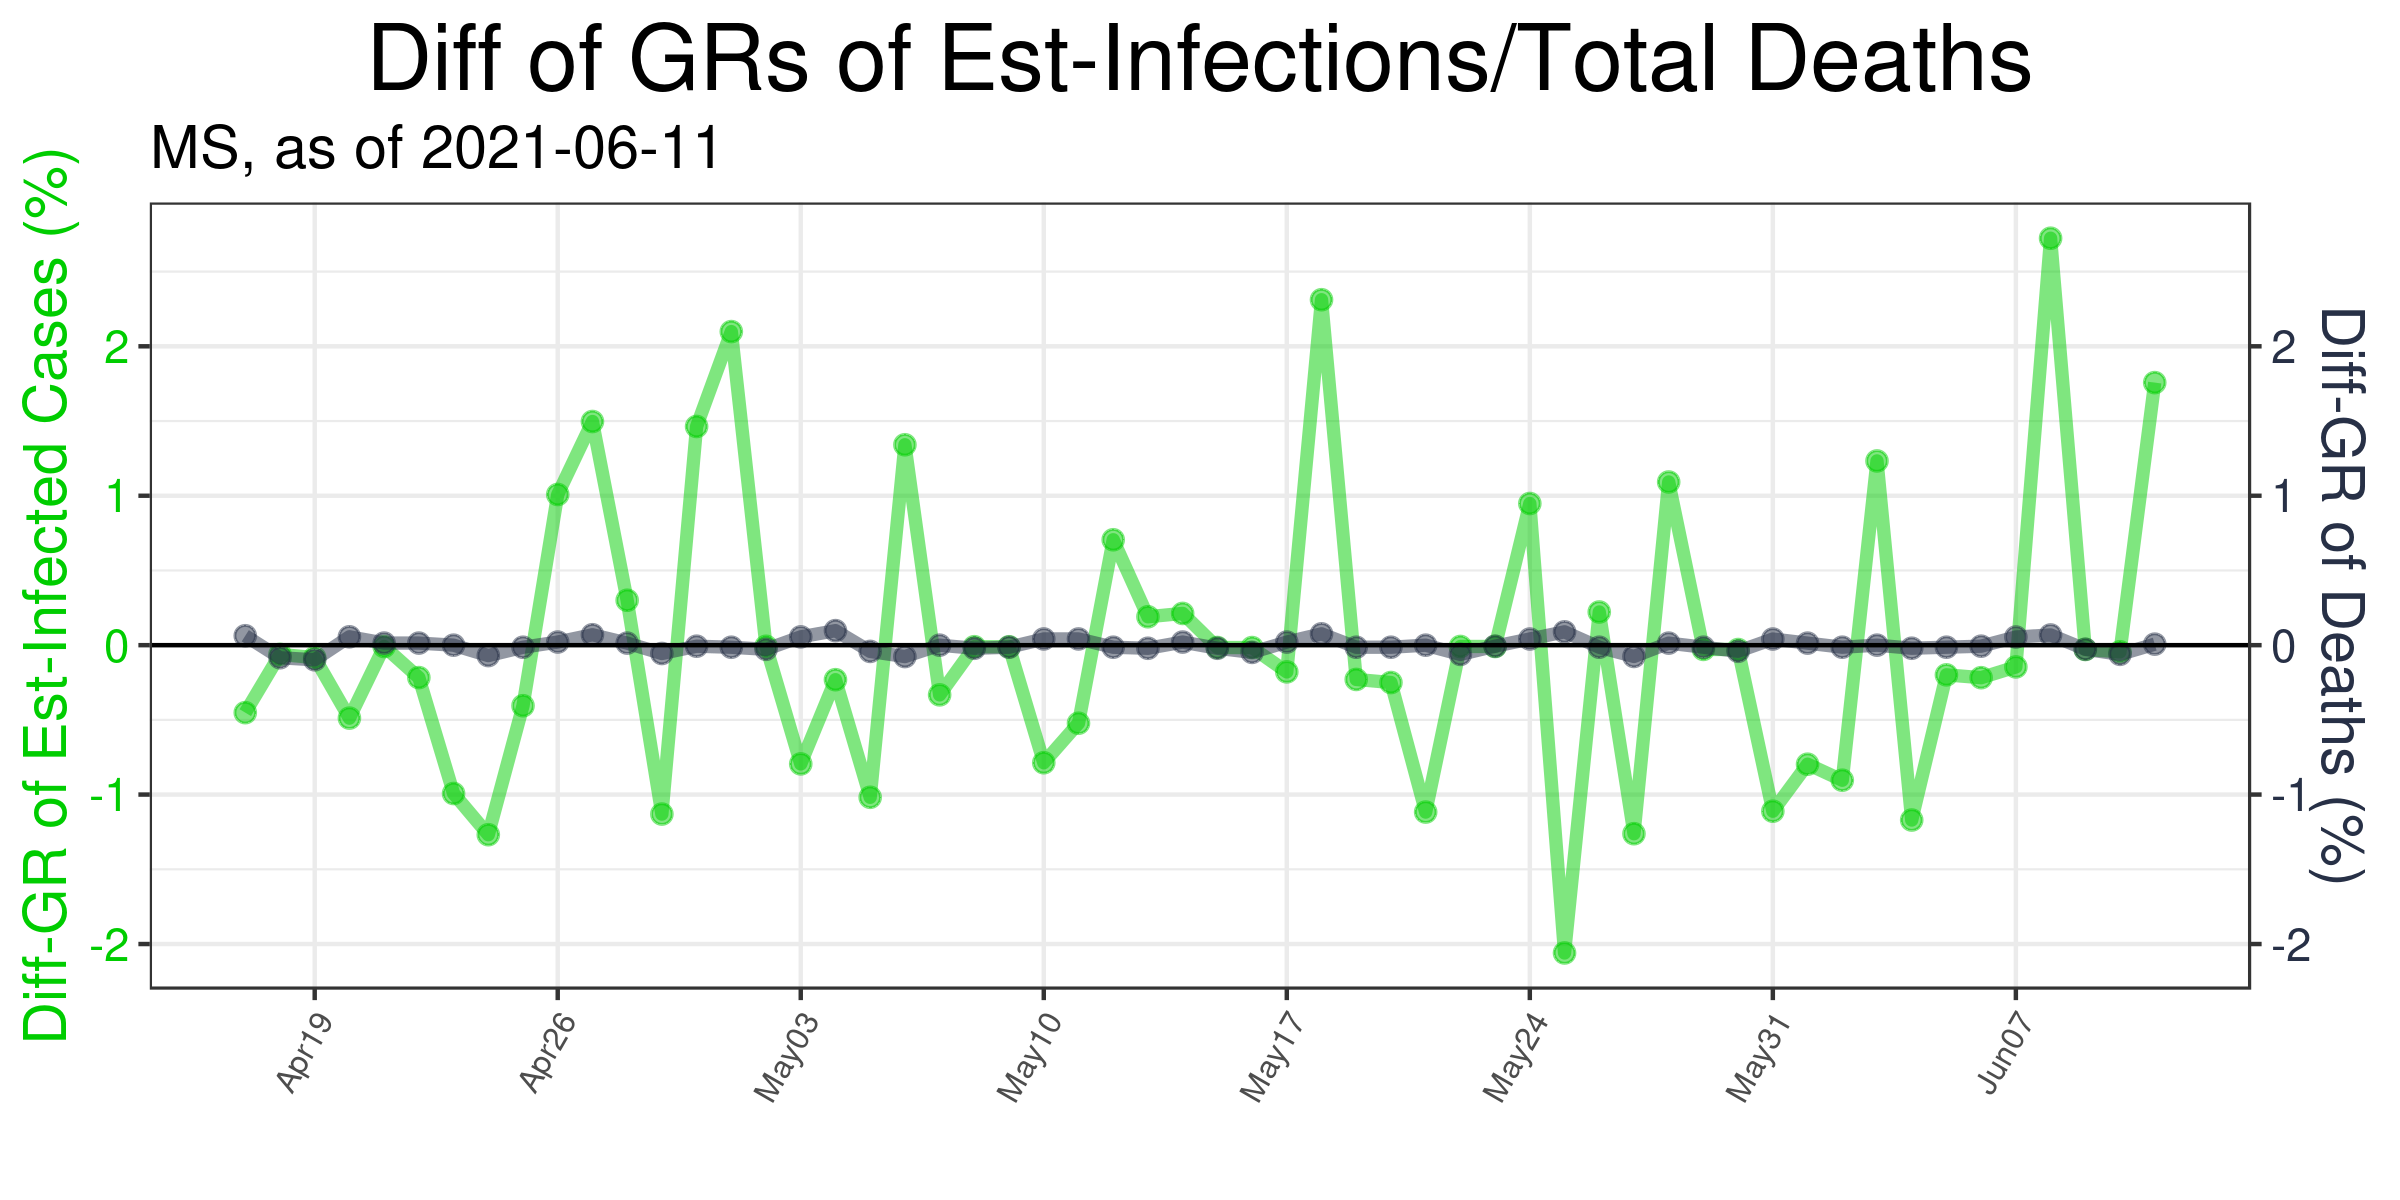 Diff of GRs of Est-Infections/Total Deaths
MS, as of 2021-06-11
Diff-GR of Est-Infected Cases (%)
2
1
0
-1
-2
2
1
0
-1
-2
Diff-GR of Deaths (%)
Apr19
Apr26
May03
May10
May17
May24
May31
Jun07